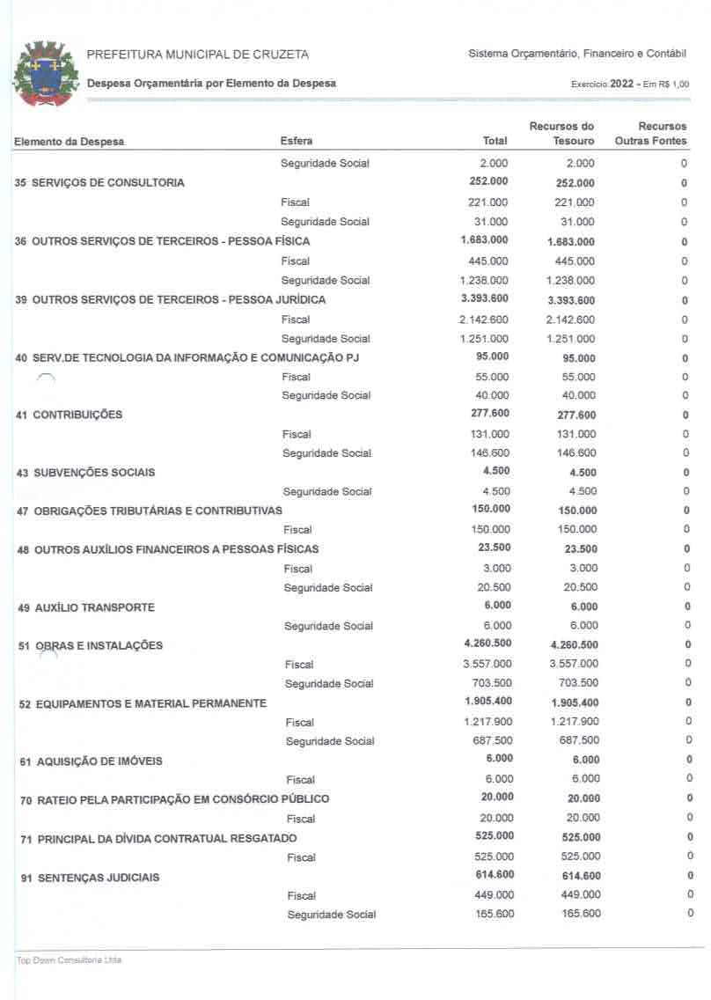 PREFEITURA MUNICIPAL DE CRUZETA Sistema Orçamentário, Financeiro e Contábil
Despesa Orçamentária por Elemento da Despesa Exercício:2022 - Em R$ 1,00
Recursos do Recursos
Elemento da Despesa Esfera Total Tesouro Outras Fontes
Seguridade Social 2.000 2.000 0
35 SERVIÇOS DE CONSULTORIA 252.000 252.000 0
Fiscal 221.000 221.000 0
Seguridade Social 31.000 31.000 0
36 OUTROS SERVIÇOS DE TERCEIROS - PESSOA FÍSICA 1.683.000 1.683.000 0
Fiscal 445.000 445.000 0
Seguridade Social 1.238.000 1.238.000 0
39 OUTROS SERVIÇOS DE TERCEIROS - PESSOA JURÍDICA 3.393.600 3.393.600 0
Fiscal 2.142.600 2.142.600 0
Seguridade Social 1.251.000 1.251.000 0
40 SERV.DE TECNOLOGIA DA INFORMAÇÃO E COMUNICAÇÃO PJ 95.000 95.000 0
Fiscal 55.000 55.000 0
Seguridade Social 40.000 40.000 0
41 CONTRIBUIÇÕES 277.600 277.600 0
Fiscal 131.000 131.000 0
Seguridade Social 146.600 146.600 0
43 SUBVENÇÕES SOCIAIS 4.500 4.500 0
Seguridade Social 4.500 4.500 0
47 OBRIGAÇÕES TRIBUTÁRIAS E CONTRIBUTIVAS 150.000 150.000 0
Fiscal 150.000 150.000 0
48 OUTROS AUXÍLIOS FINANCEIROS A PESSOAS FÍSICAS 23.500 23.500 0
Fiscal 3.000 3.000 0
Seguridade Social 20.500 20.500 0
49 AUXÍLIO TRANSPORTE 6.000 6.000 0
Seguridade Social 6.000 6.000 0
51 OBRAS E INSTALAÇÕES 4.260.500 4.260.500 0
Fiscal 3.557.000 3.557.000 0
Seguridade Social 703.500 703.500 0
52 EQUIPAMENTOS E MATERIAL PERMANENTE 1.905.400 1.905.400 0
Fiscal 1.217.900 1.217.900 0
Seguridade Social 687.500 687.500 0
61 AQUISIÇÃO DE IMÓVEIS 6.000 6.000 0
Fiscal 6.000 6.000 0
70 RATEIO PELA PARTICIPAÇÃO EM CONSÓRCIO PÚBLICO 20.000 20.000 0
Fiscal 20.000 20.000 0
71 PRINCIPAL DA DÍVIDA CONTRATUAL RESGATADO 525.000 525.000 0
Fiscal 525.000 525.000 0
91 SENTENÇAS JUDICIAIS 614.600 614.600 0
Fiscal 449.000 449.000 0
Seguridade Social 165.600 165.600 0
Top Down Consultoria Ltda